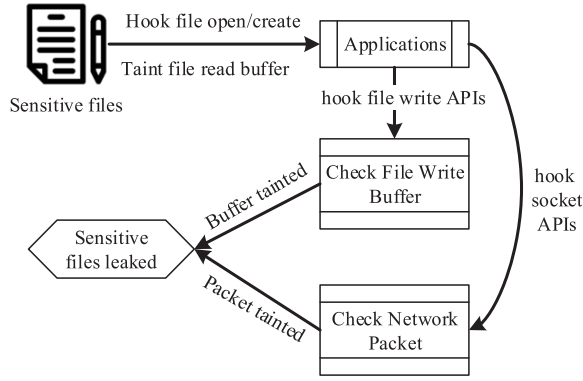 Hook file open/create
Taint file read buffer
Sensitive files
Applications
hook file write APIs
Check File Write
Buffer
hook
socket
APIs
Buffer tainted
Sensitive
files leaked
Packet tainted
Check Network
Packet